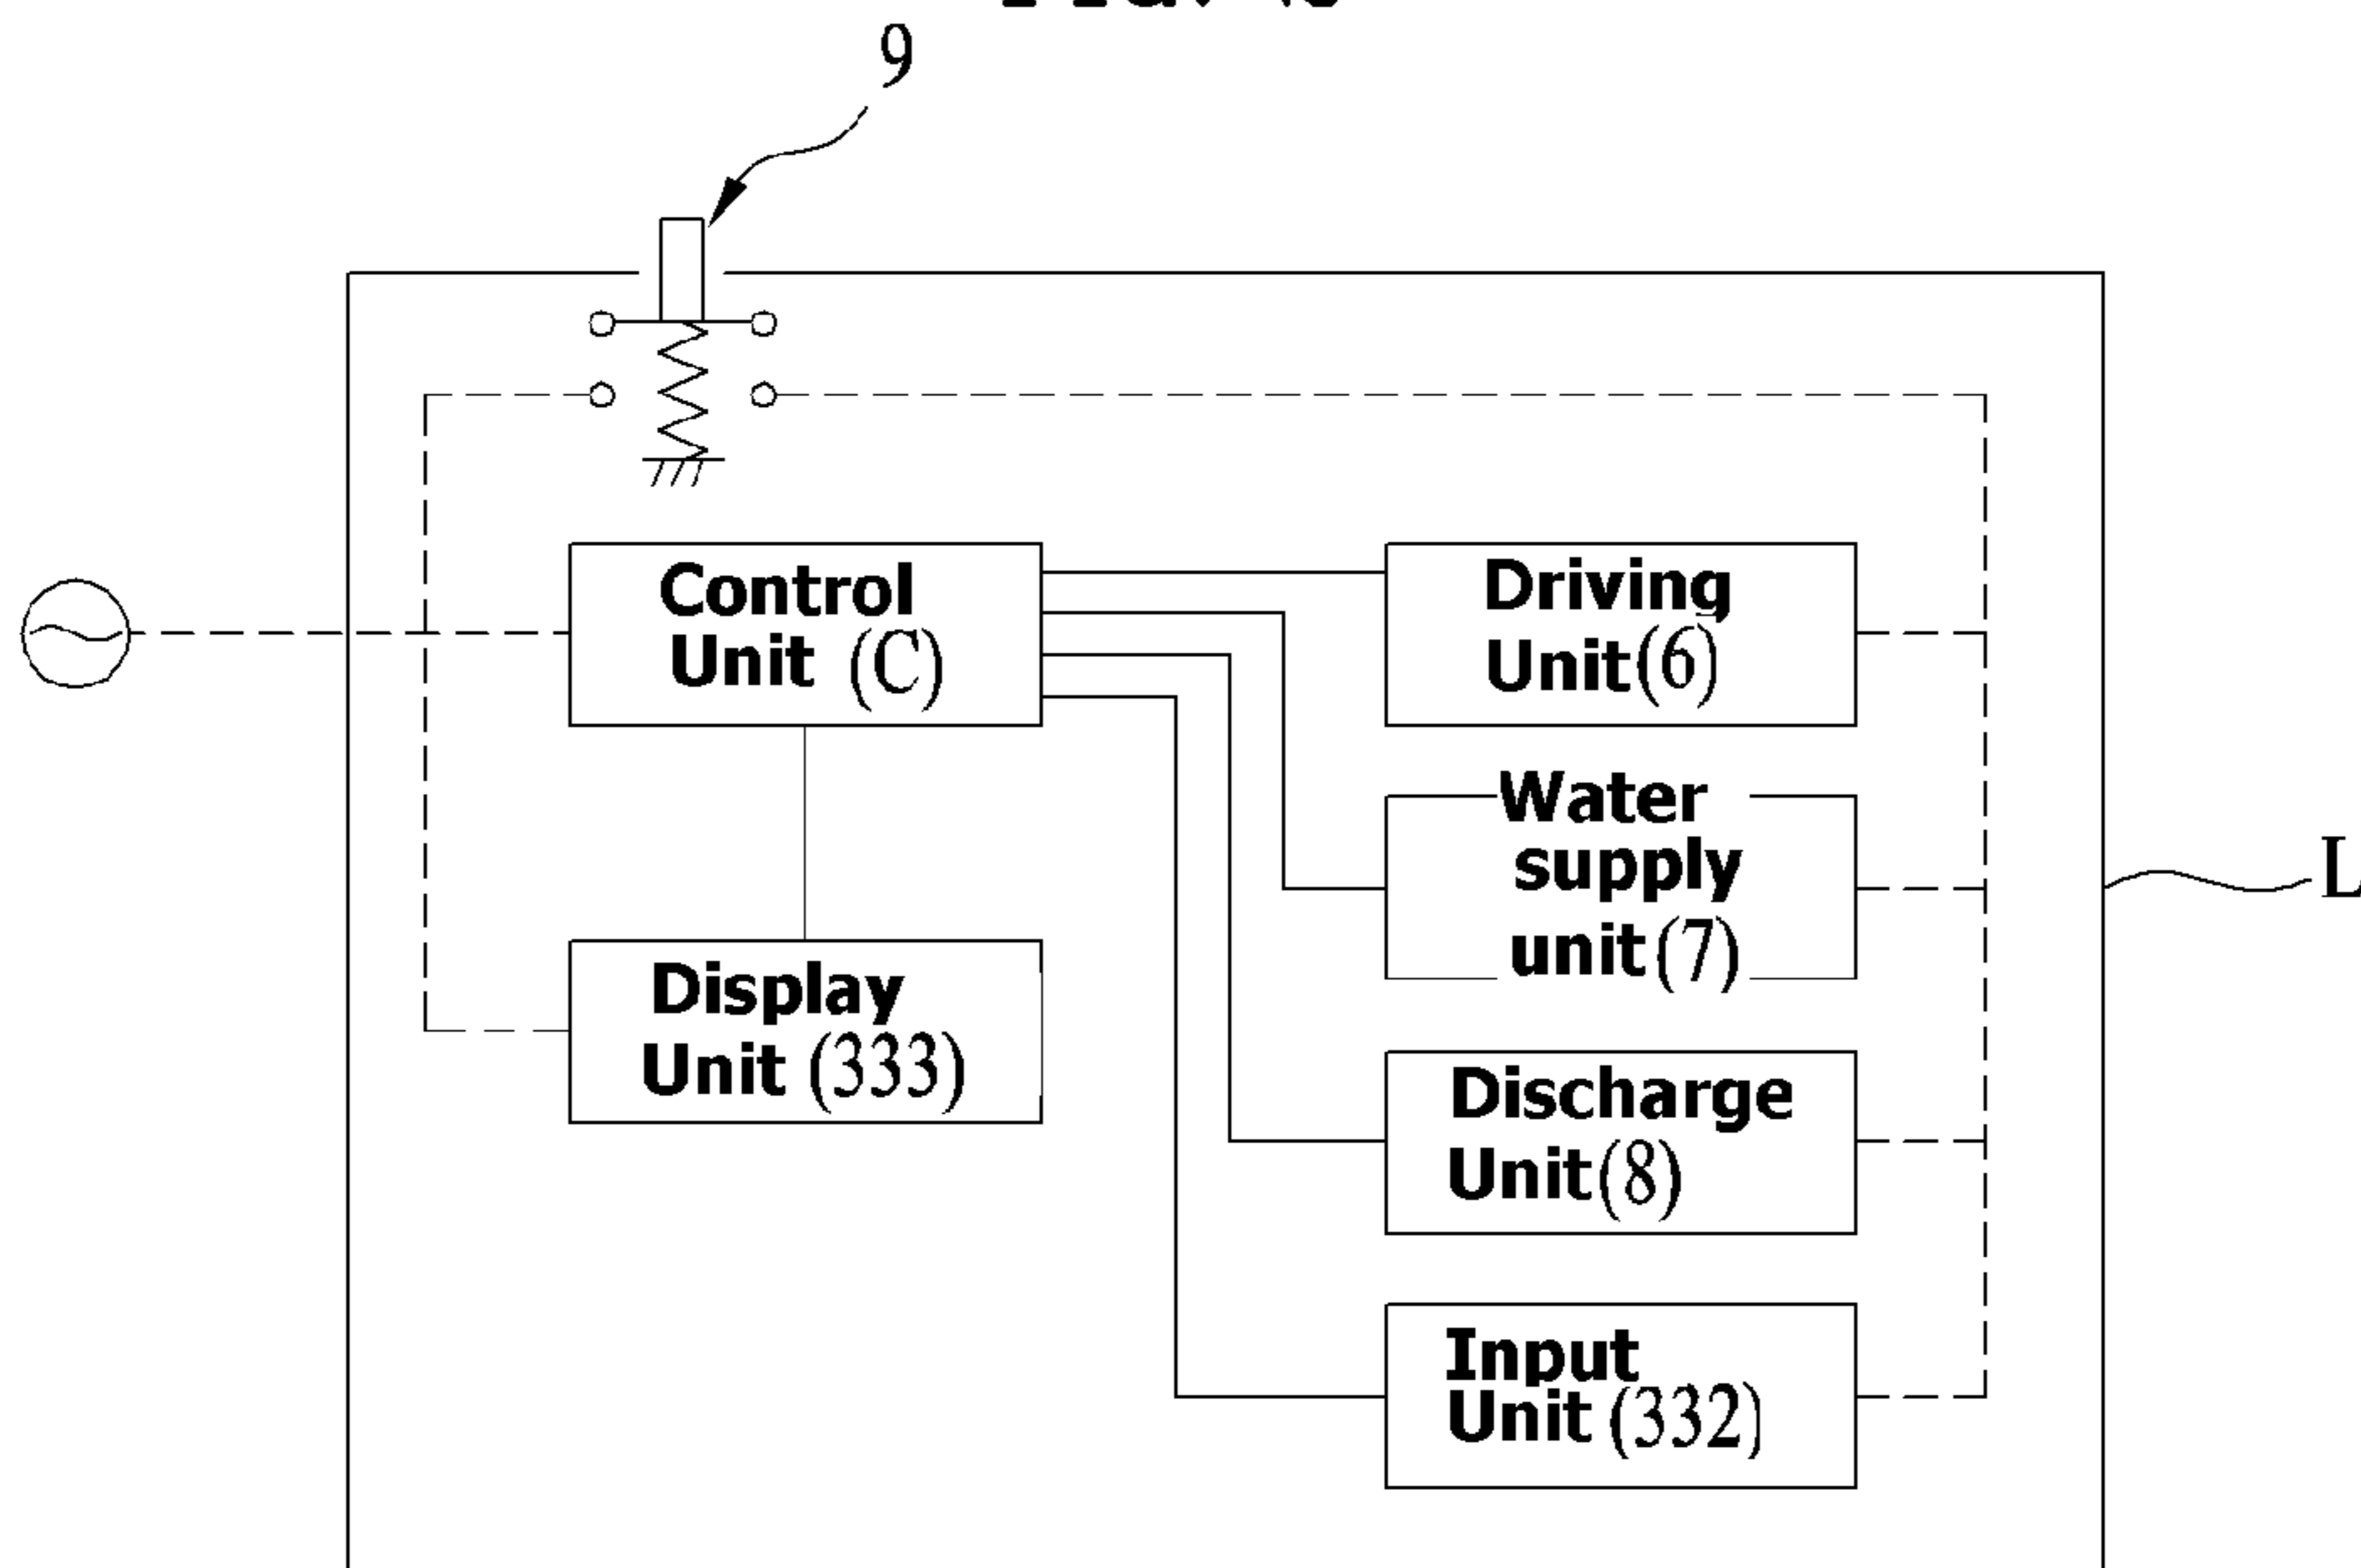 9
Control
Unit (C)
Driving
Unit(6)
Water
supply
unit(7)
L
Display
Unit (333)
Discharge
Unit(8)
Input
Unit (332)